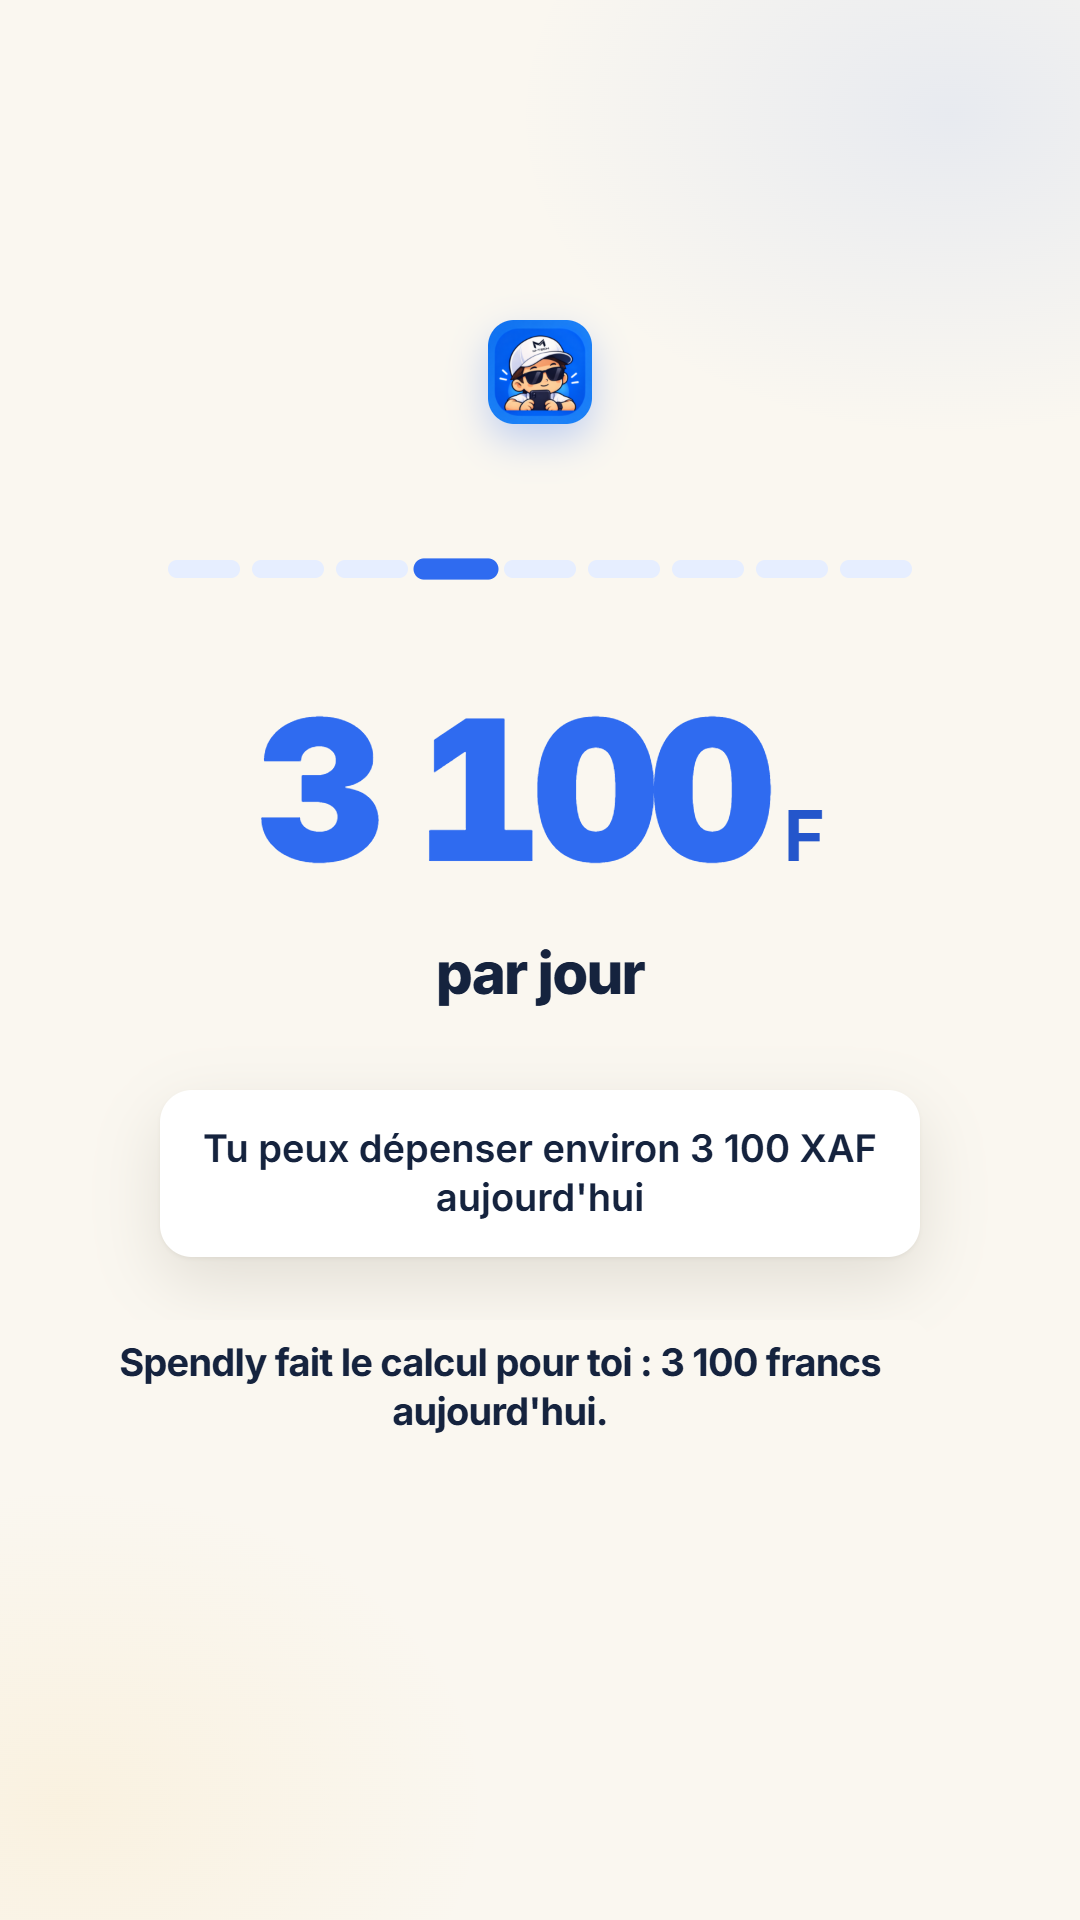 3 100 F
par jour
Tu peux dépenser environ 3 100 XAF
aujourd'hui
Spendly fait le calcul pour toi : 3 100 francs
aujourd'hui.